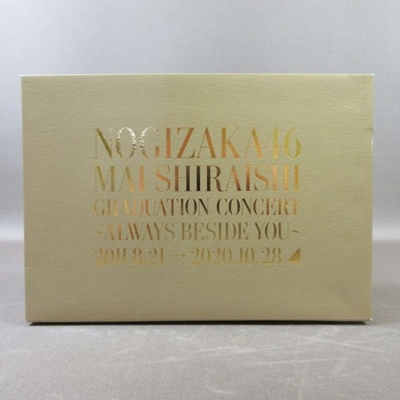 NOGIZAKA46
MAI SHIRAISHI
GRADUATION CONCERT
~ALWAYS BESIDE YOU~
2011.8.21→2020.10.28